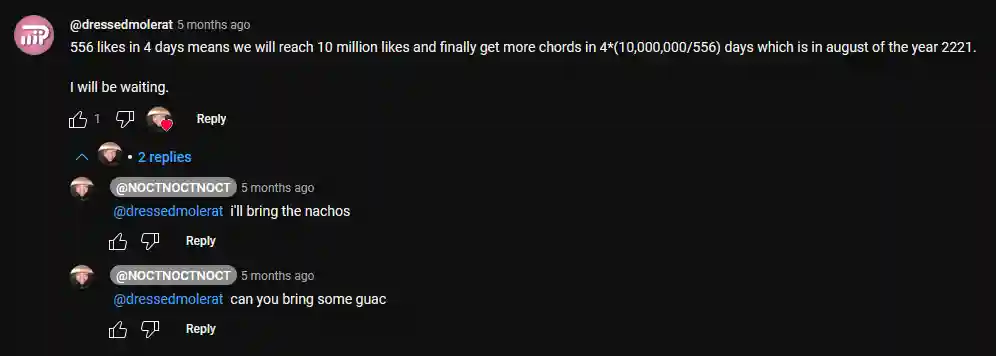 @dressedmolerat 5 months ago
556 likes in 4 days means we will reach 10 million likes and finally get more chords in 4*(10,000,000/556) days which is in august of the year 2221.
I will be waiting.
1 Reply
• 2 replies
@NOCTNOCTNOCT 5 months ago
@dressedmolerat i'll bring the nachos
Reply
@NOCTNOCTNOCT 5 months ago
@dressedmolerat can you bring some guac
Reply